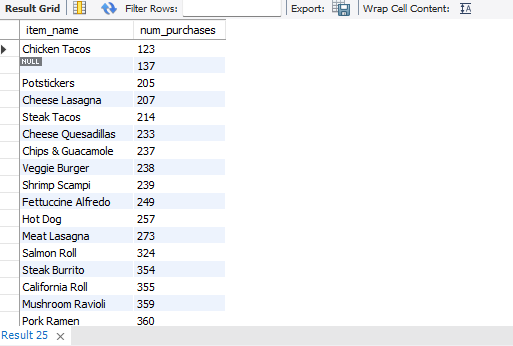 Result Grid Filter Rows: Export: Wrap Cell Content: IA
item_name num_purchases
Chicken Tacos 123
NULL 137
Potstickers 205
Cheese Lasagna 207
Steak Tacos 214
Cheese Quesadillas 233
Chips & Guacamole 237
Veggie Burger 238
Shrimp Scampi 239
Fettuccine Alfredo 249
Hot Dog 257
Meat Lasagna 273
Salmon Roll 324
Steak Burrito 354
California Roll 355
Mushroom Ravioli 359
Pork Ramen 360
Result 25 ×